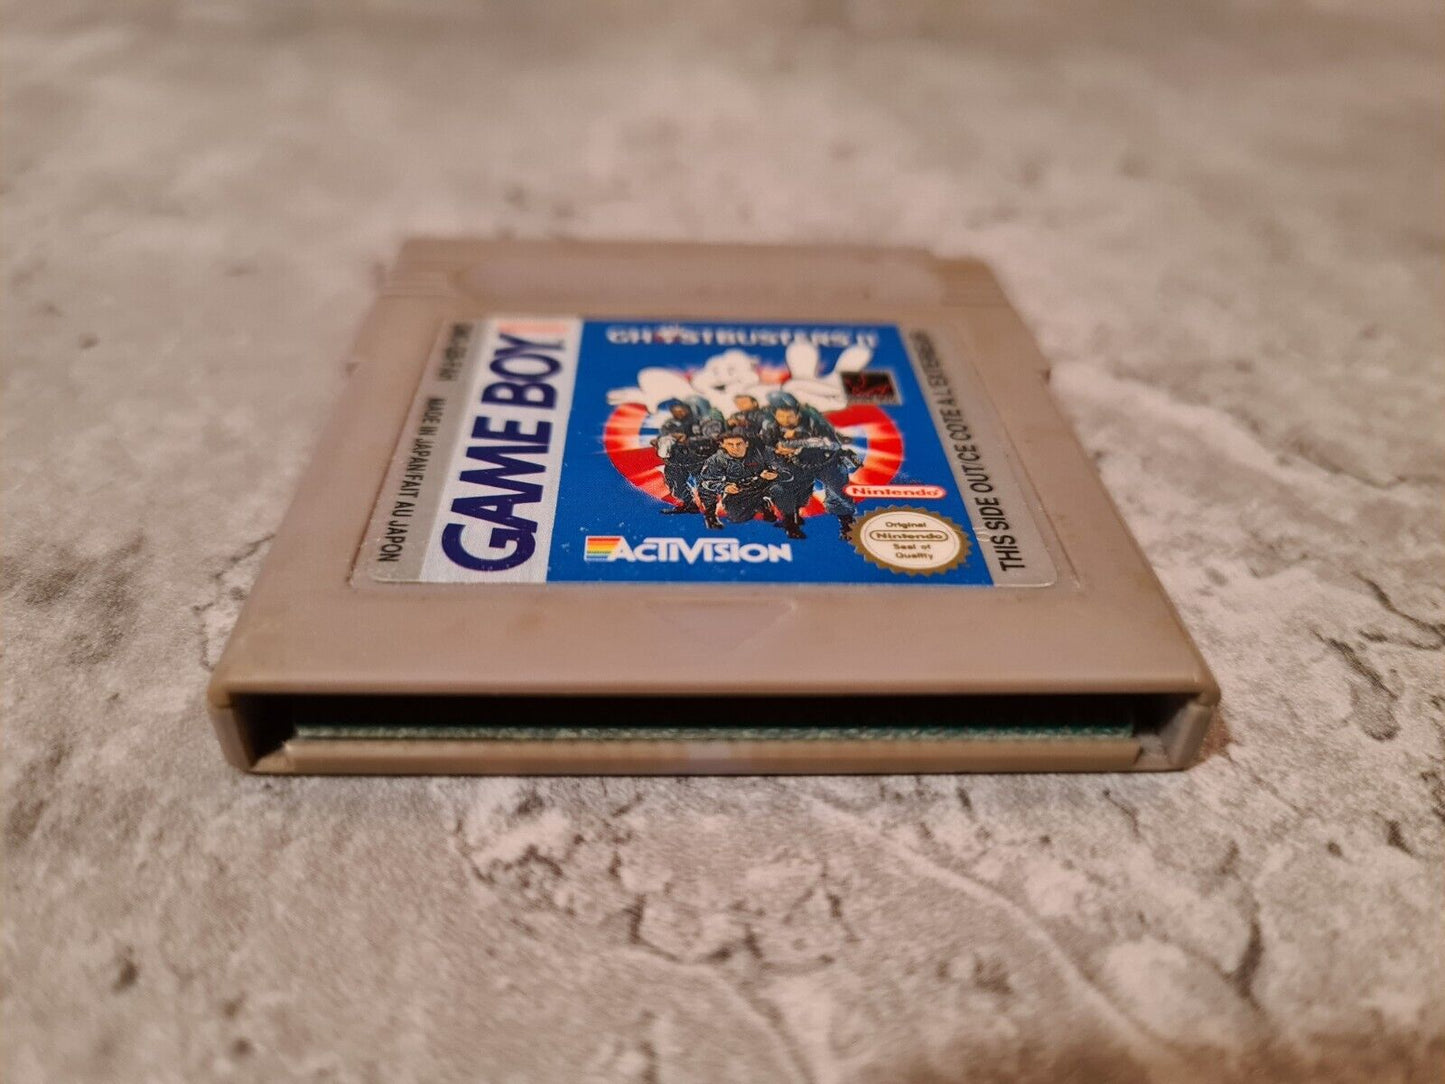 GAME BOY
MADE IN JAPAN/FAIT AU JAPON
GHOSTBUSTERS II
Nintendo
Original
Nintendo
Seal of
Quality
ACTIVISION
THIS SIDE OUT/CE COTE A L'EXTERIEUR